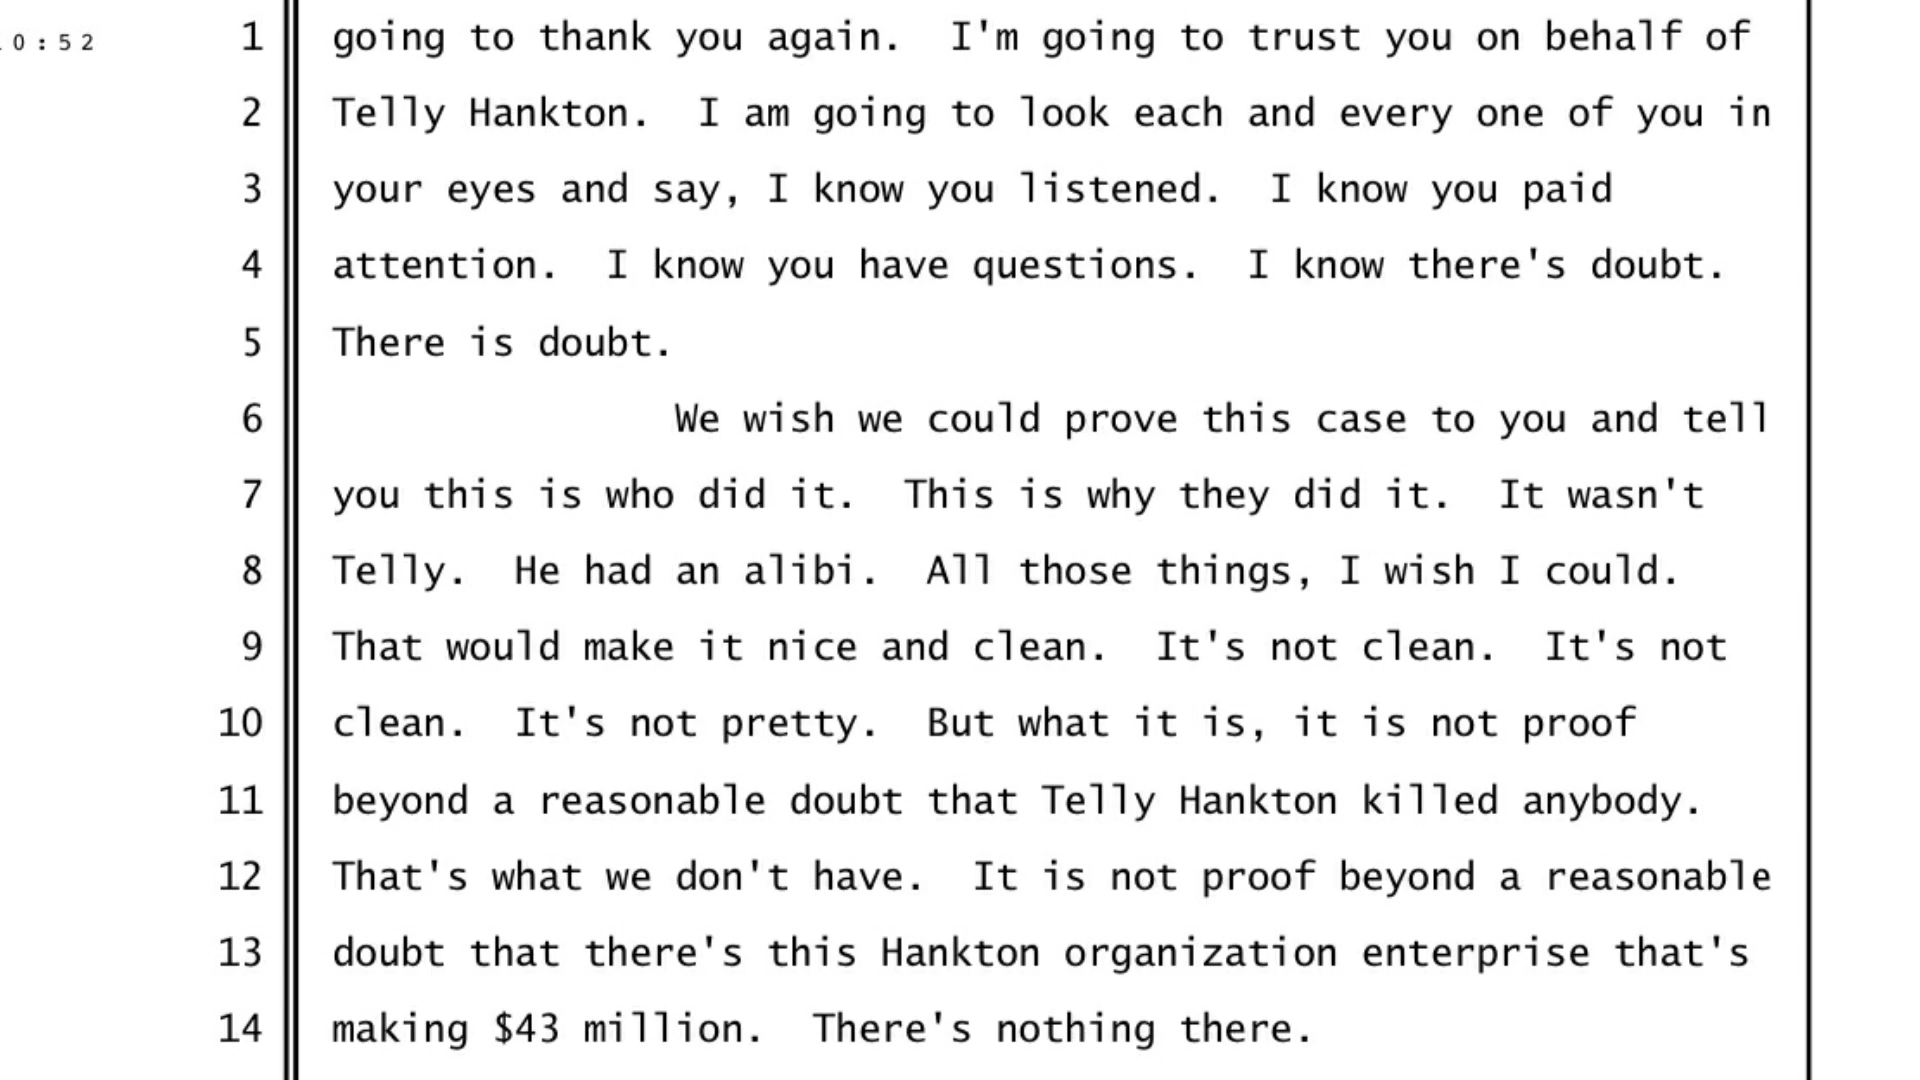 0:52
1 going to thank you again. I'm going to trust you on behalf of
2 Telly Hankton. I am going to look each and every one of you in
3 your eyes and say, I know you listened. I know you paid
4 attention. I know you have questions. I know there's doubt.
5 There is doubt.
6 We wish we could prove this case to you and tell
7 you this is who did it. This is why they did it. It wasn't
8 Telly. He had an alibi. All those things, I wish I could.
9 That would make it nice and clean. It's not clean. It's not
10 clean. It's not pretty. But what it is, it is not proof
11 beyond a reasonable doubt that Telly Hankton killed anybody.
12 That's what we don't have. It is not proof beyond a reasonable
13 doubt that there's this Hankton organization enterprise that's
14 making $43 million. There's nothing there.